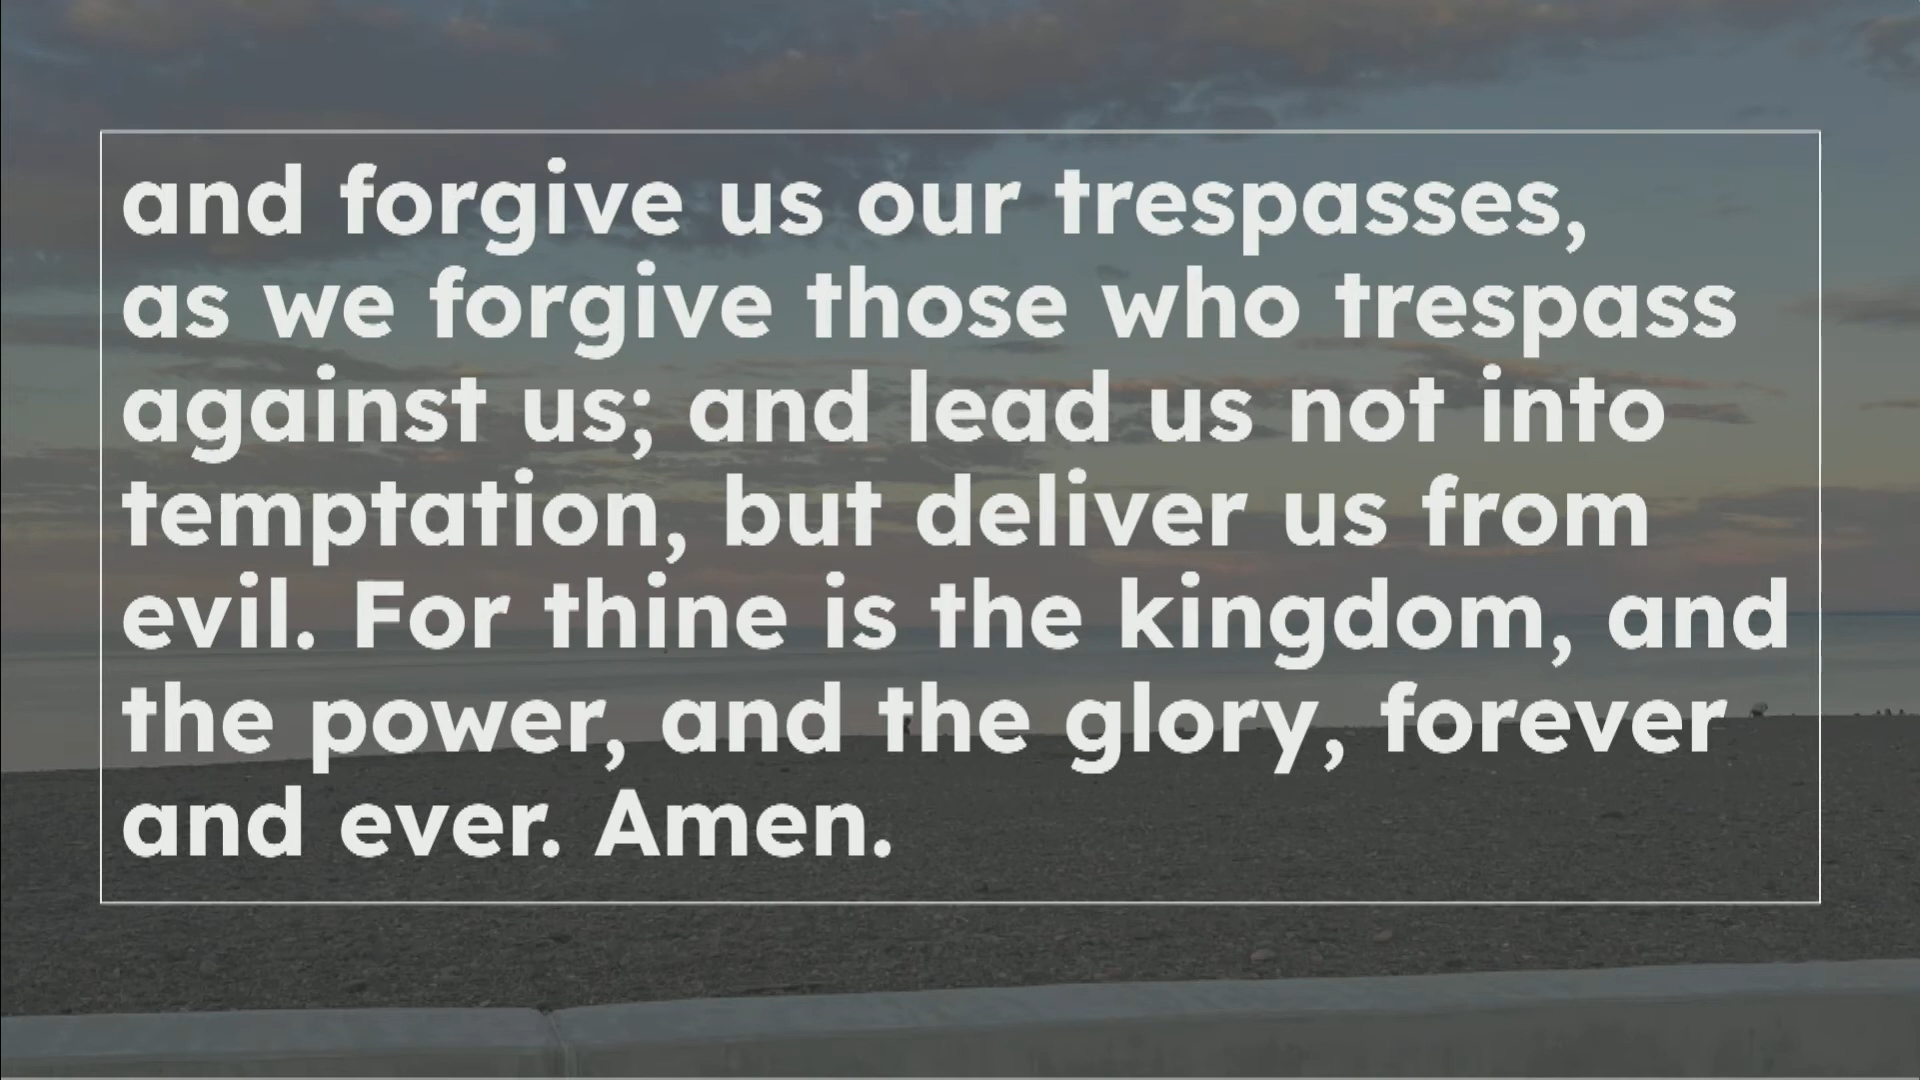 and forgive us our trespasses,
as we forgive those who trespass
against us; and lead us not into
temptation, but deliver us from
evil. For thine is the kingdom, and
the power, and the glory, forever
and ever. Amen.